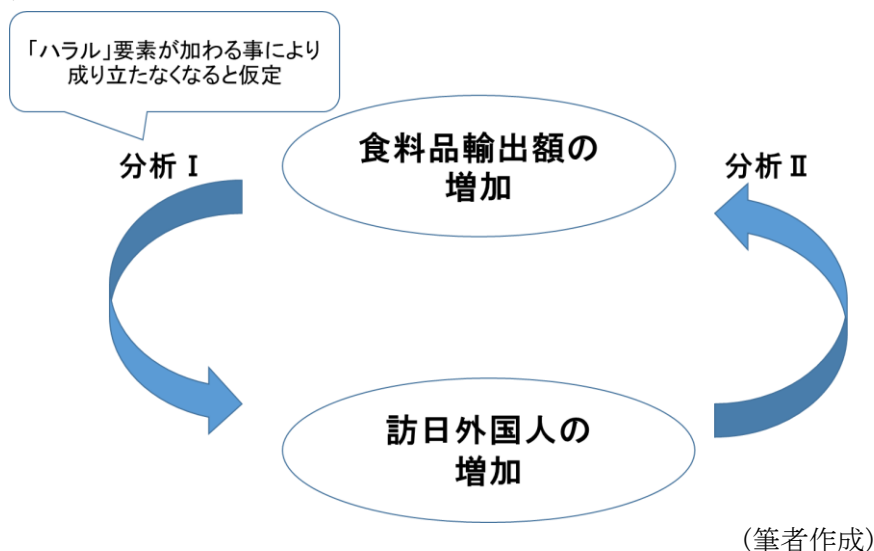 「ハラル」要素が加わる事により
成り立たなくなると仮定
分析Ⅰ
食料品輸出額の
増加
分析Ⅱ
訪日外国人の
増加
(筆者作成)